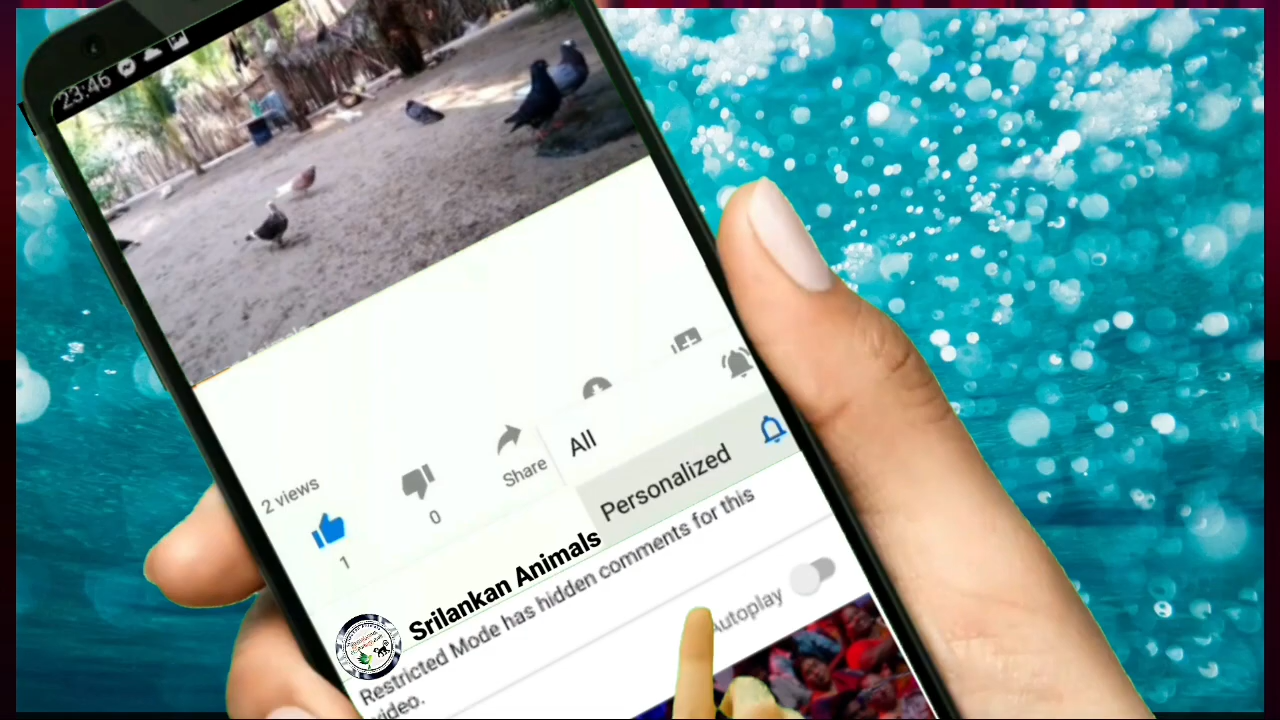 23:46
2 views
1
0
Share
All
Personalized
Srilankan Animals
Restricted Mode has hidden comments for this
video.
Autoplay